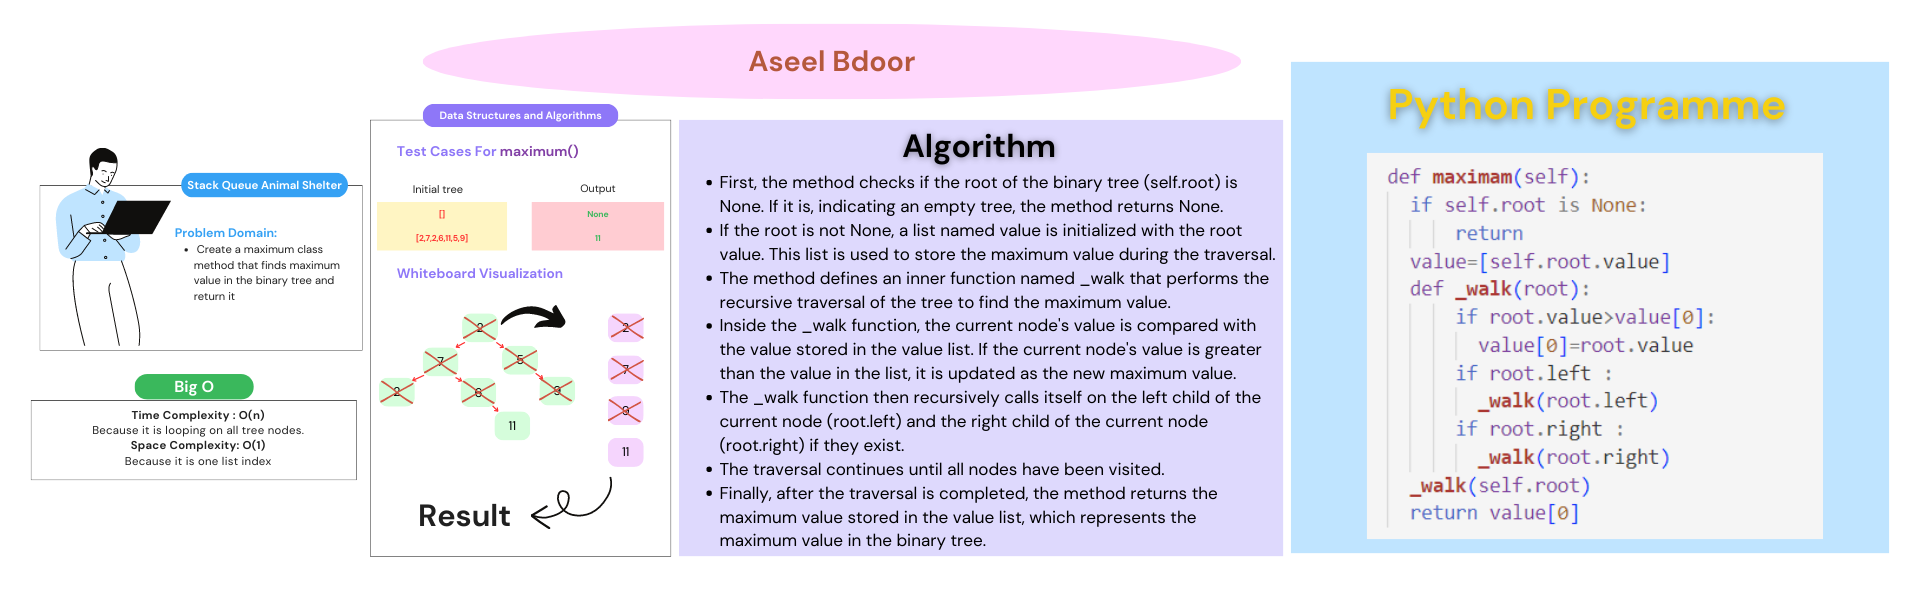 Aseel Bdoor
Stack Queue Animal Shelter
Problem Domain:
• Create a maximum class
method that finds maximum
value in the binary tree and
return it
Big O
Time Complexity : O(n)
Because it is looping on all tree nodes.
Space Complexity: O(1)
Because it is one list index
Data Structures and Algorithms
Test Cases For maximum()
Initial tree Output
[] None
[2,7,2,6,11,5,9] 11
Whiteboard Visualization
2
7 5
2 6 9
11
2
7
9
11
Result
Algorithm
• First, the method checks if the root of the binary tree (self.root) is
None. If it is, indicating an empty tree, the method returns None.
• If the root is not None, a list named value is initialized with the root
value. This list is used to store the maximum value during the traversal.
• The method defines an inner function named _walk that performs the
recursive traversal of the tree to find the maximum value.
• Inside the _walk function, the current node's value is compared with
the value stored in the value list. If the current node's value is greater
than the value in the list, it is updated as the new maximum value.
• The _walk function then recursively calls itself on the left child of the
current node (root.left) and the right child of the current node
(root.right) if they exist.
• The traversal continues until all nodes have been visited.
• Finally, after the traversal is completed, the method returns the
maximum value stored in the value list, which represents the
maximum value in the binary tree.
Python Programme
def maximam(self):
if self.root is None:
return
value=[self.root.value]
def _walk(root):
if root.value>value[0]:
value[0]=root.value
if root.left :
_walk(root.left)
if root.right :
_walk(root.right)
_walk(self.root)
return value[0]